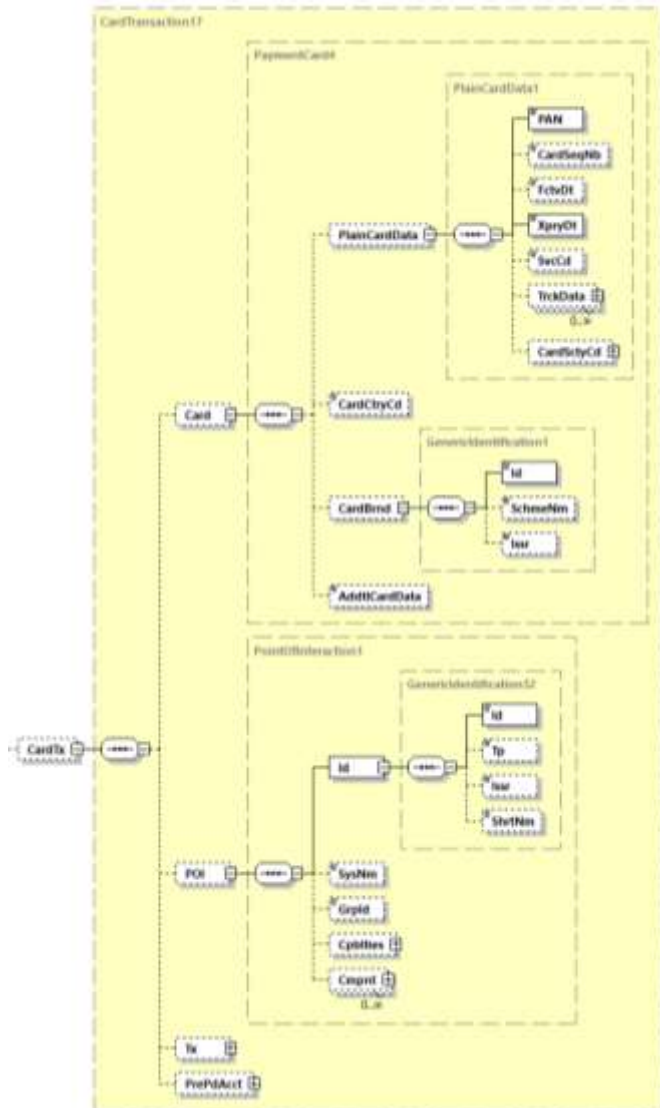 CardTransaction17
PaymentCard4
PlainCardData1
PAN
CardSeqNb
FctvDt
PlainCardData
XpryDt
SvcCd
TrckData
0..∞
CardSctyCd
CardCtryCd
Card
GenericIdentification1
Id
CardBrnd
SchmeNm
Issr
AddtlCardData
PointOfInteraction1
GenericIdentification32
Id
CardTx
Id
Tp
Issr
ShrtNm
POI
SysNm
GrpId
Cpblties
Cmpnt
0..∞
Tx
PrePdAcct